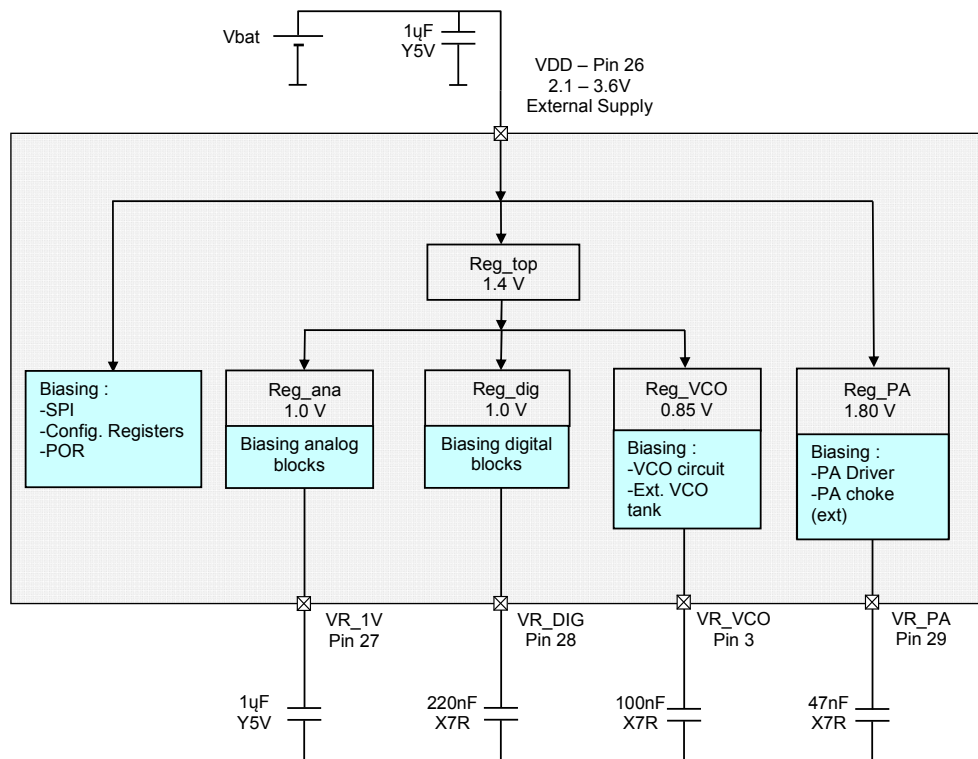 Vbat
1ųF
Y5V
VDD – Pin 26
2.1 – 3.6V
External Supply
Reg_top
1.4 V
Biasing :
-SPI
-Config. Registers
-POR
Reg_ana
1.0 V
Biasing analog
blocks
Reg_dig
1.0 V
Biasing digital
blocks
Reg_VCO
0.85 V
Biasing :
-VCO circuit
-Ext. VCO
tank
Reg_PA
1.80 V
Biasing :
-PA Driver
-PA choke
(ext)
VR_1V
Pin 27
VR_DIG
Pin 28
VR_VCO
Pin 3
VR_PA
Pin 29
1ųF
Y5V
220nF
X7R
100nF
X7R
47nF
X7R